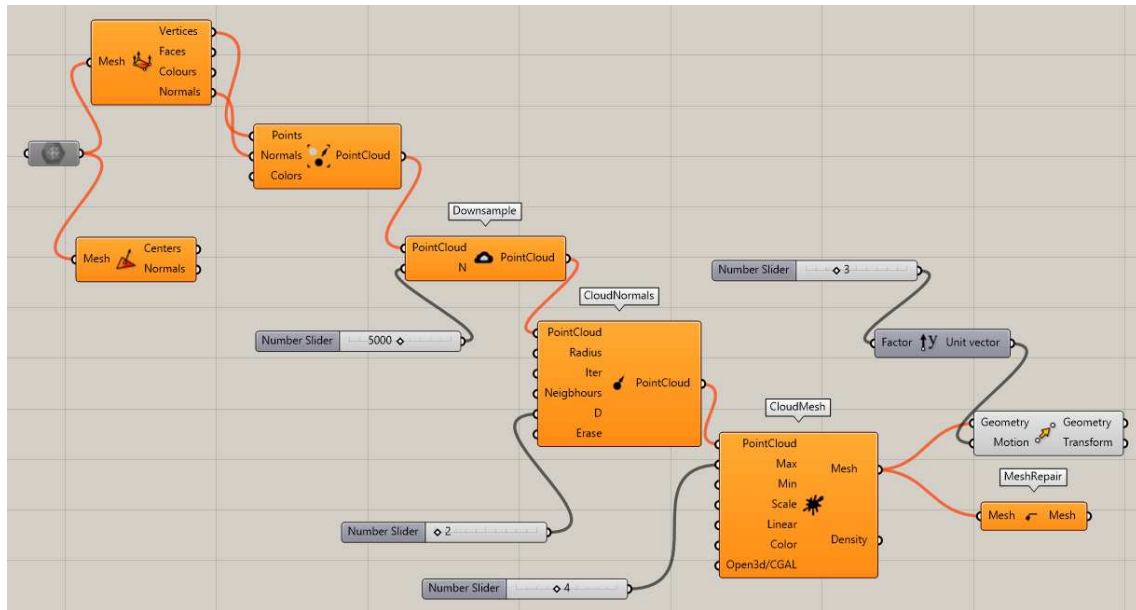 Vertices
Faces
Mesh
Colours
Normals
Points
Normals PointCloud
Colors
Centers
Mesh
Normals
Downsample
PointCloud
PointCloud
N
Number Slider 3
CloudNormals
Number Slider 5000
PointCloud
Radius
Iter
Neighbours PointCloud
D
Erase
Factor y Unit vector
CloudMesh
PointCloud
Max
Mesh
Min
Scale
Linear
Color
Density
Open3d/CGAL
Geometry Geometry
Motion Transform
MeshRepair
Mesh Mesh
Number Slider 2
Number Slider 4